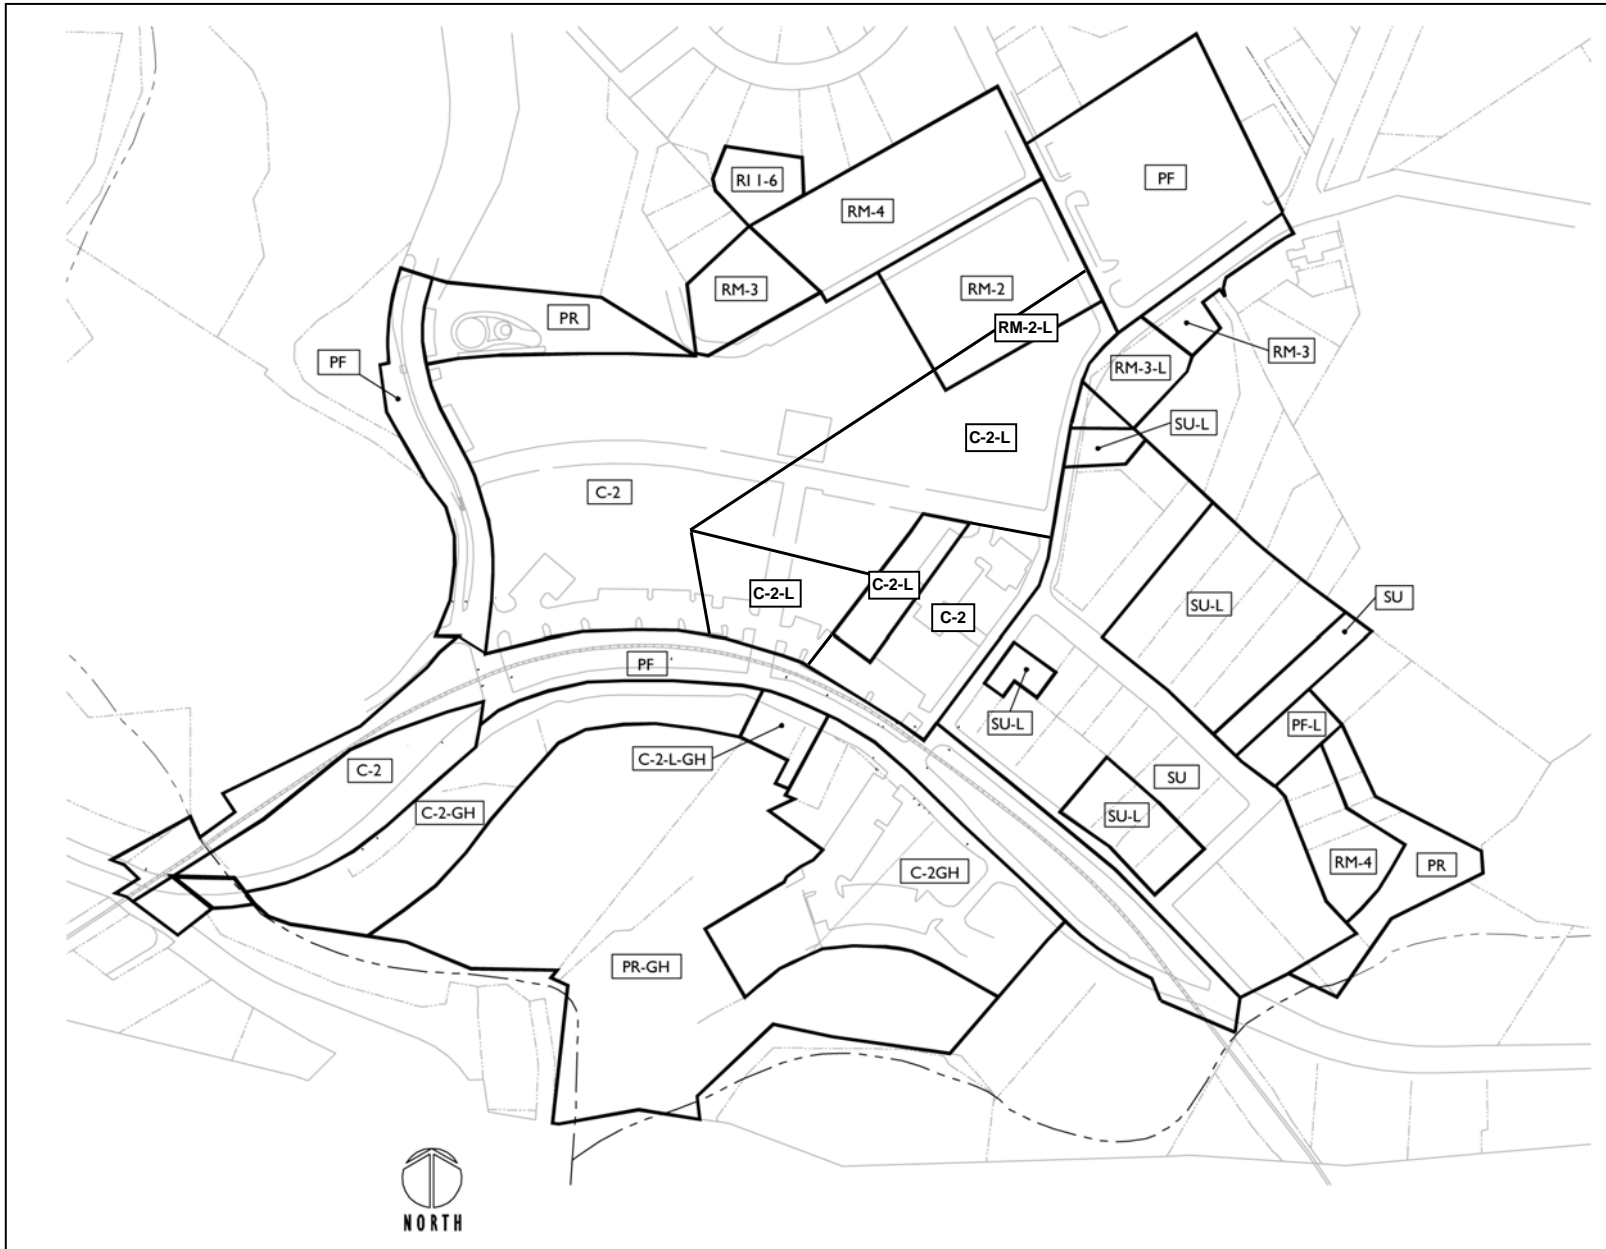 PF
RI 1-6
RM-4
RM-3
RM-2
PR
RM-2-L
RM-3
PF
RM-3-L
SU-L
C-2-L
C-2
C-2-L
C-2-L
SU
SU-L
C-2
PF
SU-L
PF-L
C-2-L-GH
C-2
SU
C-2-GH
SU-L
RM-4
PR
C-2GH
PR-GH
NORTH